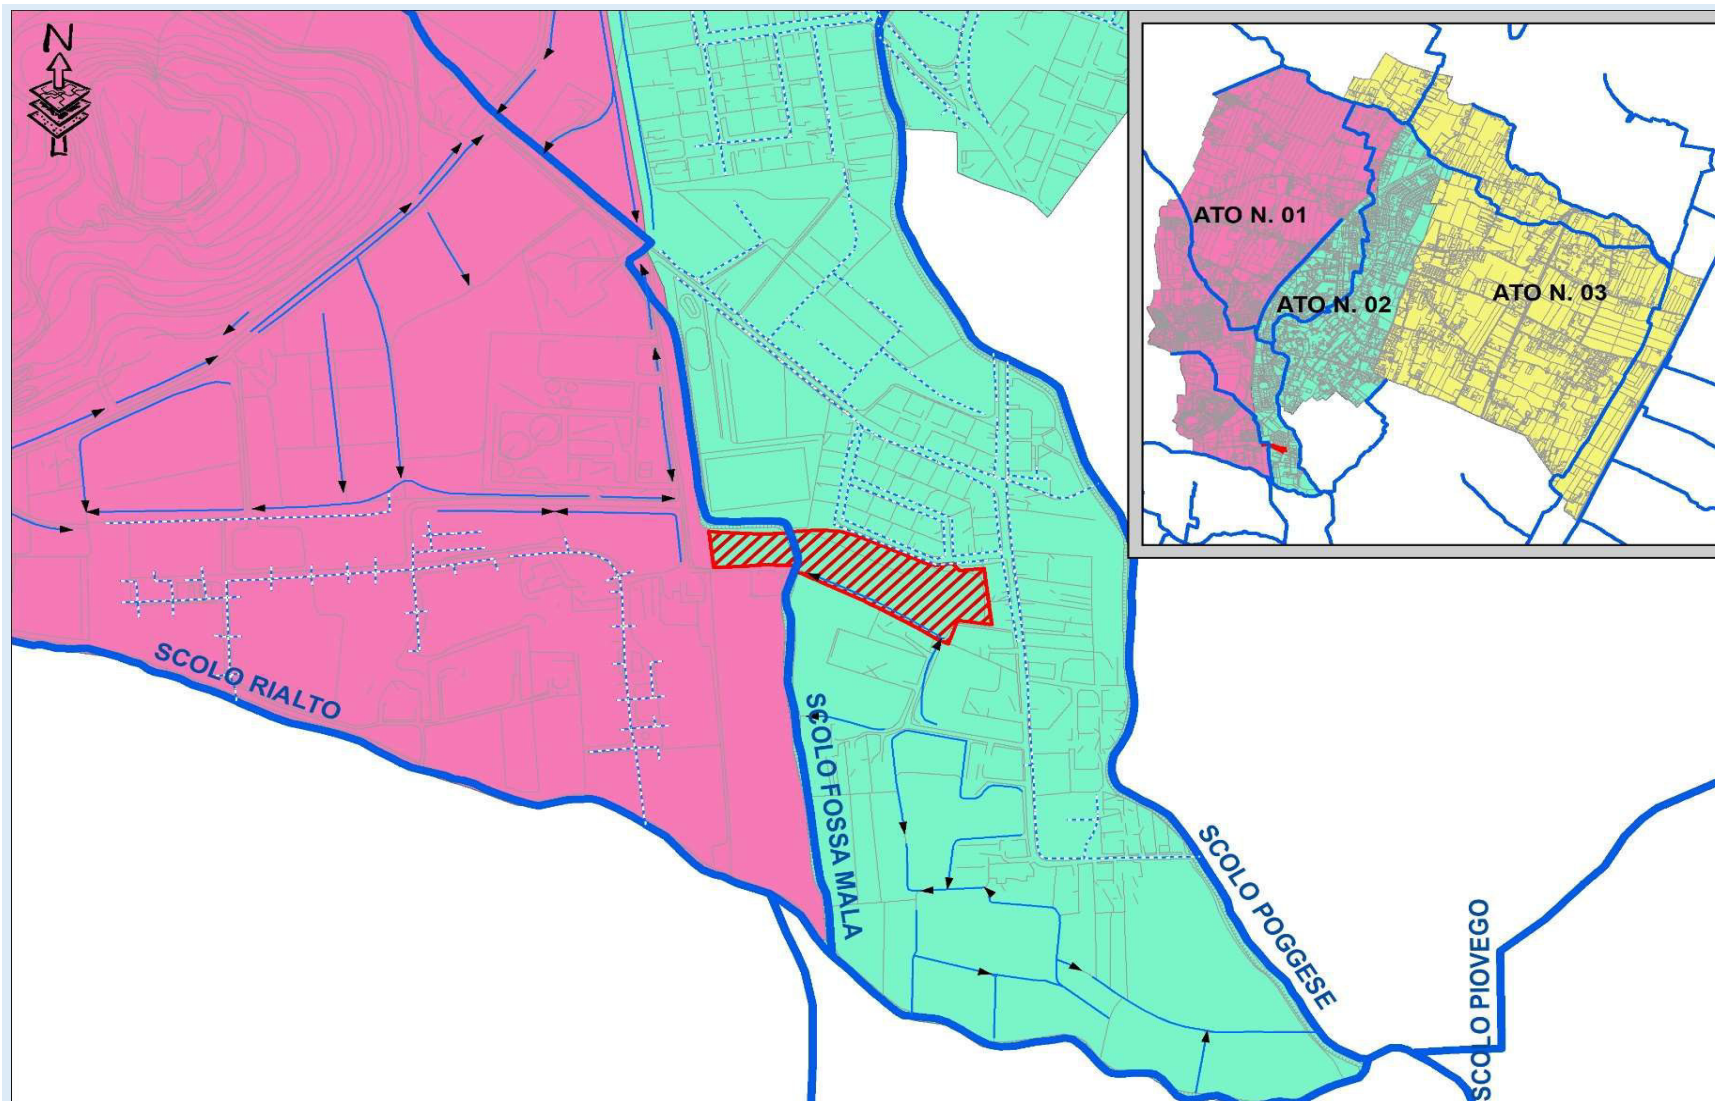 N
ATO N. 01
ATO N. 02
ATO N. 03
SCOLO RIALTO
SCOLO FOSSA MALA
SCOLO POGGESE
SCOLO PIOVEGO